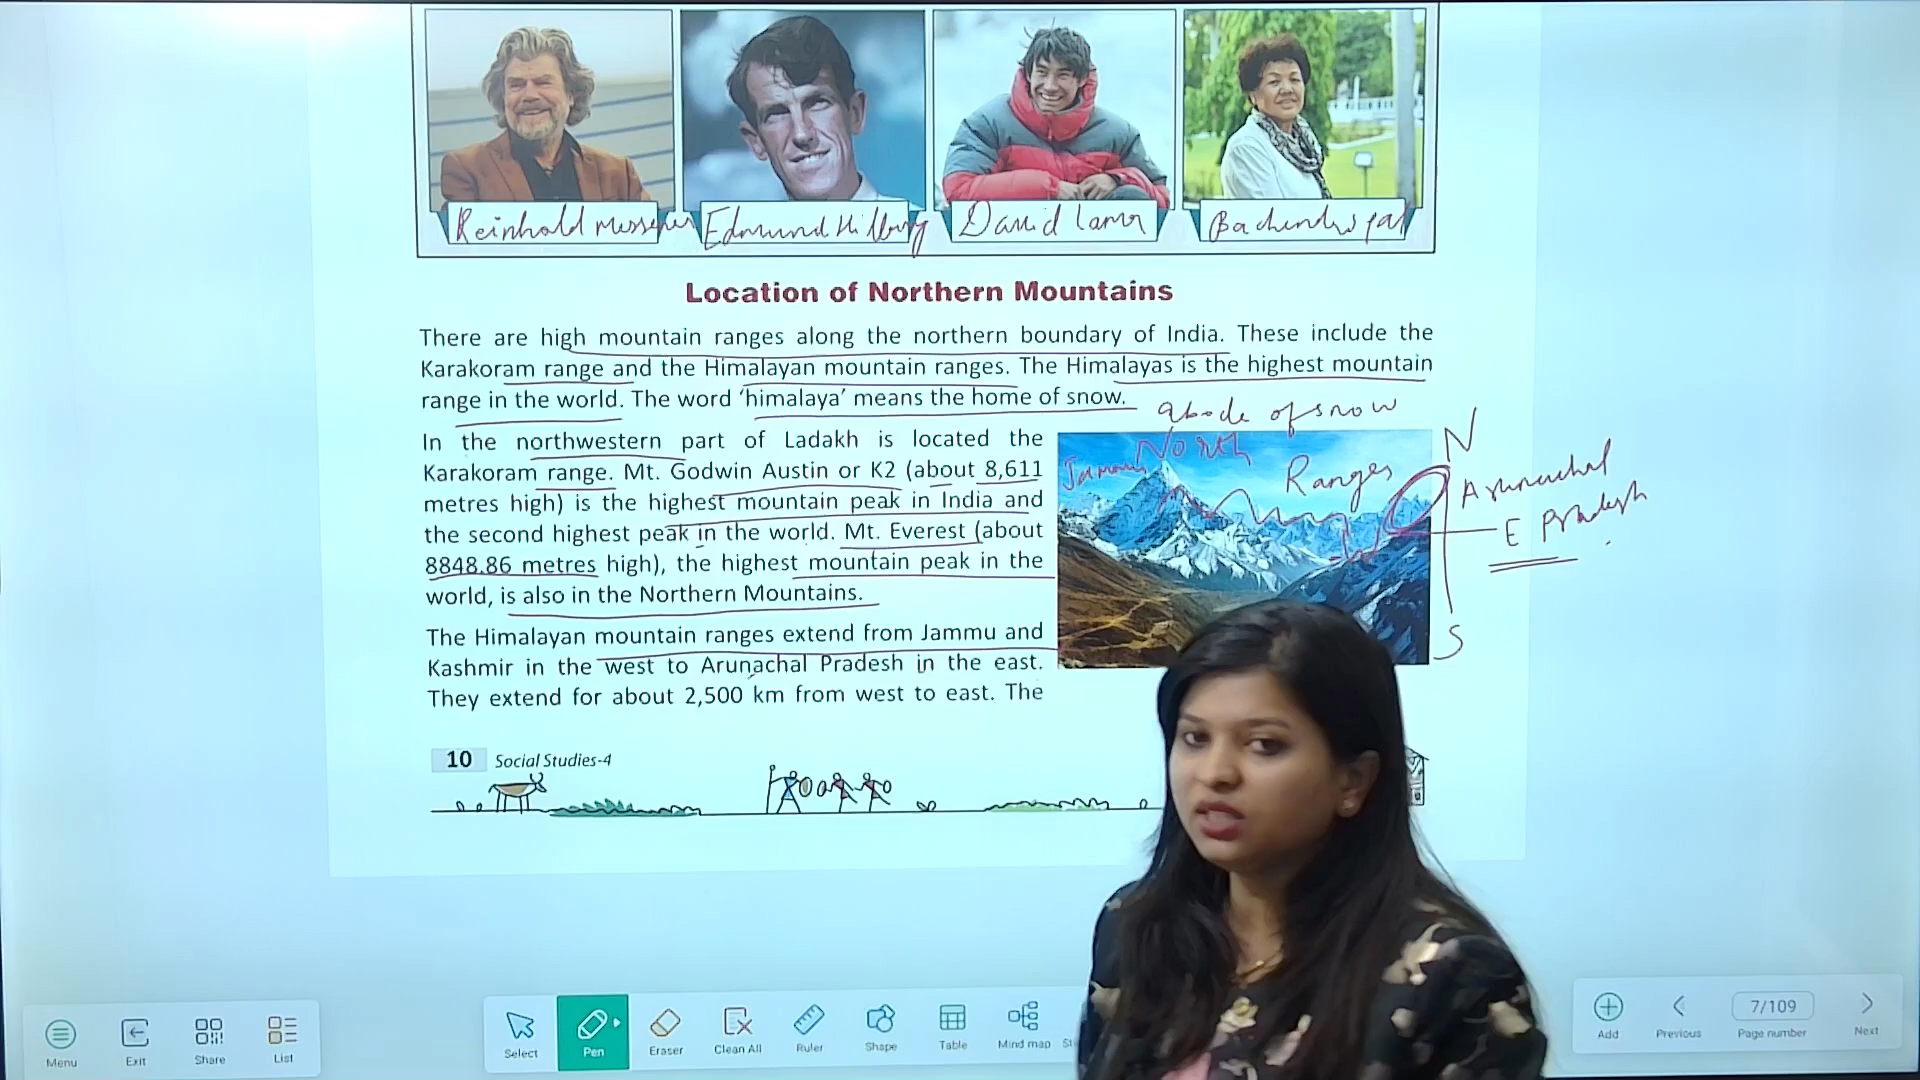 Reinhold Messner Edmund Hillary David Lama Bachendri pal
Location of Northern Mountains
There are high mountain ranges along the northern boundary of India. These include the
Karakoram range and the Himalayan mountain ranges. The Himalayas is the highest mountain
range in the world. The word ‘himalaya’ means the home of snow.
abode of snow
In the northwestern part of Ladakh is located the
Karakoram range. Mt. Godwin Austin or K2 (about 8,611
metres high) is the highest mountain peak in India and
the second highest peak in the world. Mt. Everest (about
8848.86 metres high), the highest mountain peak in the
world, is also in the Northern Mountains.
The Himalayan mountain ranges extend from Jammu and
Kashmir in the west to Arunachal Pradesh in the east.
They extend for about 2,500 km from west to east. The
North
Jammu
Ranges
N
Arunachal
E Pradesh
W
S
10 Social Studies-4
Menu Exit Share List
Select Pen Eraser Clean All Ruler Shape Table Mind map
Add Previous 7/109 Page number Next